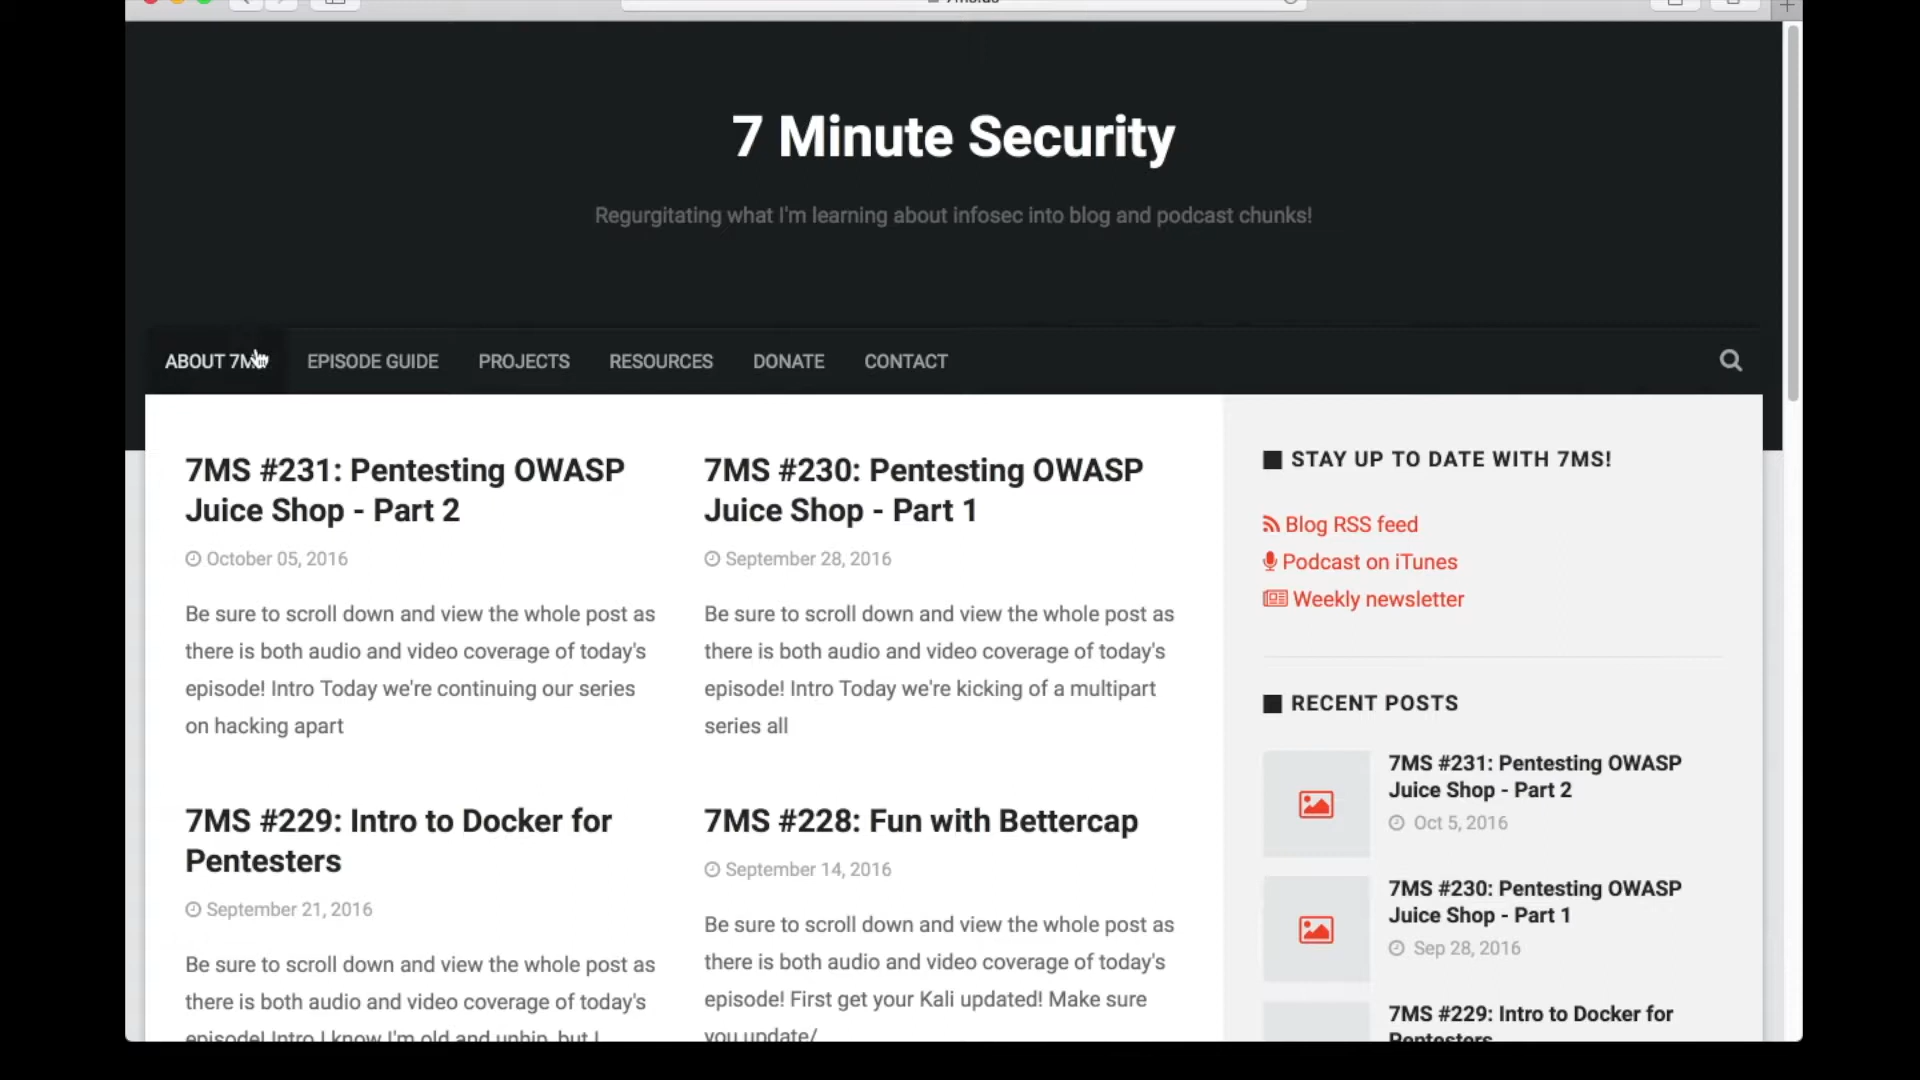 7 Minute Security
Regurgitating what I'm learning about infosec into blog and podcast chunks!
ABOUT 7MS EPISODE GUIDE PROJECTS RESOURCES DONATE CONTACT
7MS #231: Pentesting OWASP
Juice Shop - Part 2
October 05, 2016
Be sure to scroll down and view the whole post as
there is both audio and video coverage of today's
episode! Intro Today we're continuing our series
on hacking apart
7MS #230: Pentesting OWASP
Juice Shop - Part 1
September 28, 2016
Be sure to scroll down and view the whole post as
there is both audio and video coverage of today's
episode! Intro Today we're kicking of a multipart
series all
7MS #229: Intro to Docker for
Pentesters
September 21, 2016
Be sure to scroll down and view the whole post as
there is both audio and video coverage of today's
episode! Intro I know I'm old and unhip, but I
7MS #228: Fun with Bettercap
September 14, 2016
Be sure to scroll down and view the whole post as
there is both audio and video coverage of today's
episode! First get your Kali updated! Make sure
you update/
STAY UP TO DATE WITH 7MS!
Blog RSS feed
Podcast on iTunes
Weekly newsletter
RECENT POSTS
7MS #231: Pentesting OWASP
Juice Shop - Part 2
Oct 5, 2016
7MS #230: Pentesting OWASP
Juice Shop - Part 1
Sep 28, 2016
7MS #229: Intro to Docker for
Pentesters